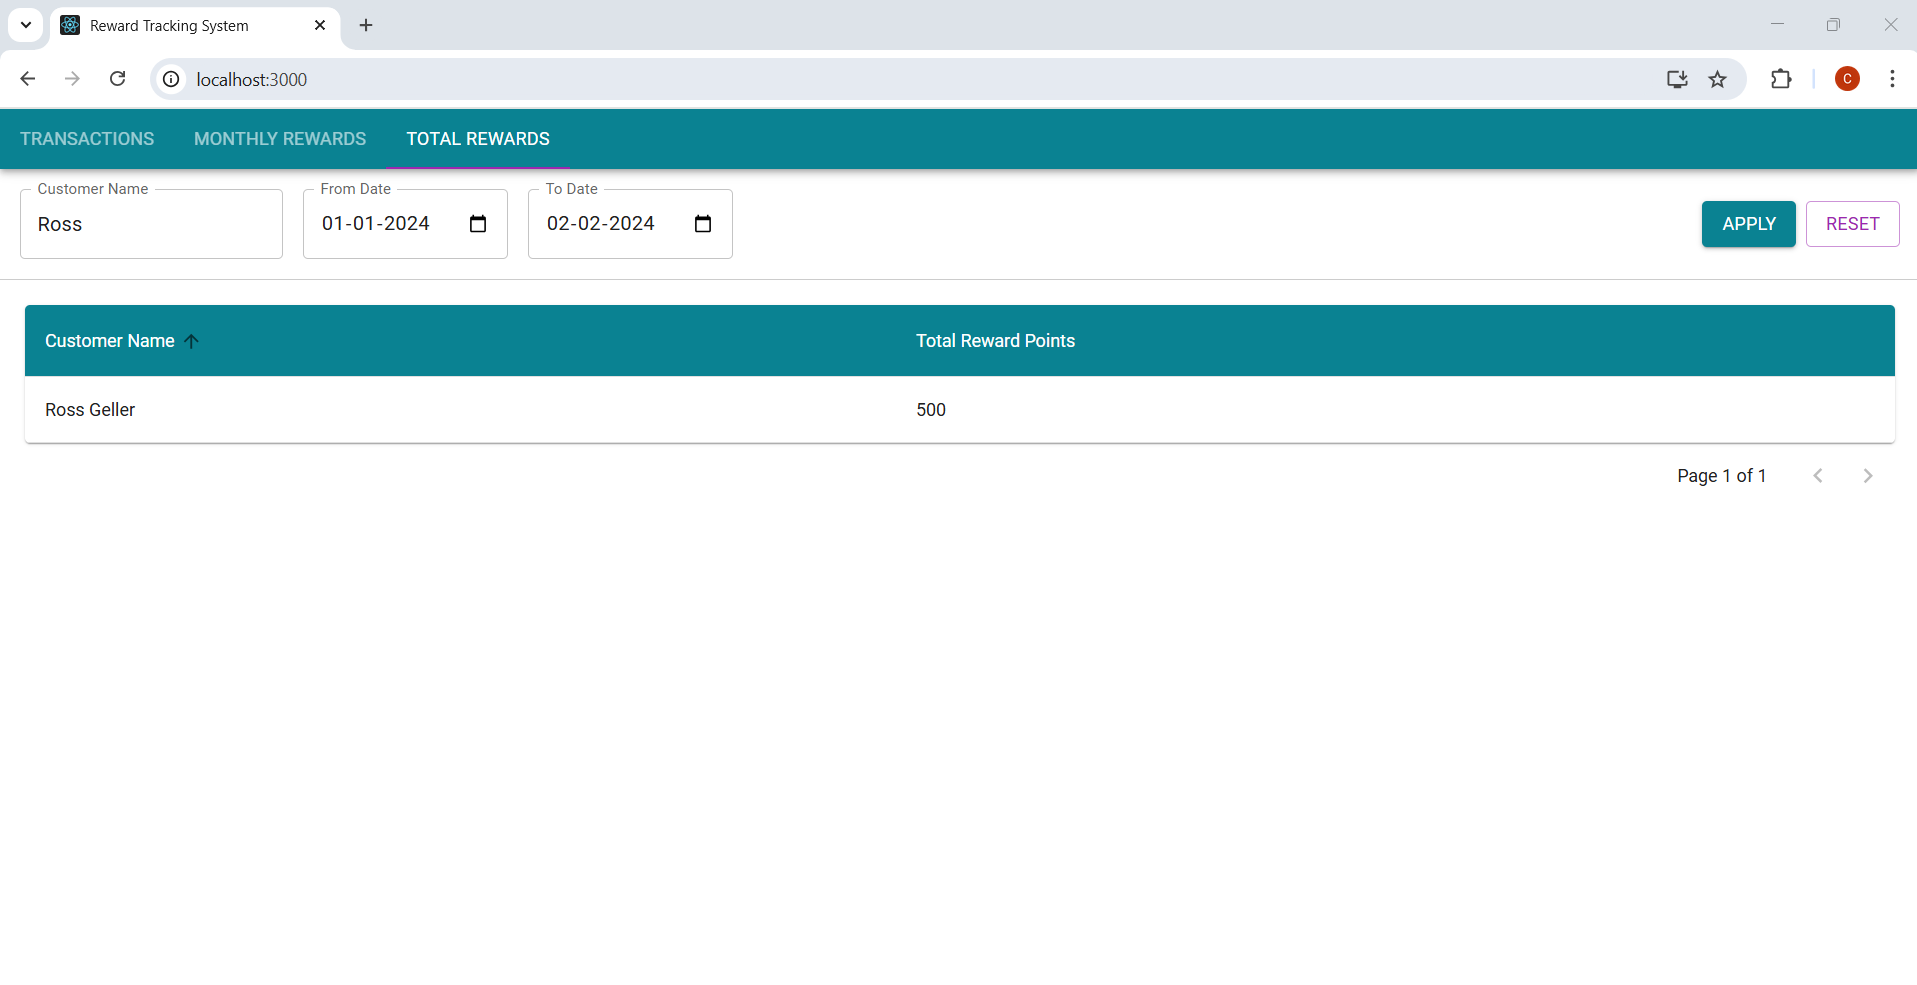 Reward Tracking System
localhost:3000
C
TRANSACTIONS MONTHLY REWARDS TOTAL REWARDS
Customer Name From Date To Date
Ross 01-01-2024 02-02-2024 APPLY RESET
Customer Name Total Reward Points
Ross Geller 500
Page 1 of 1